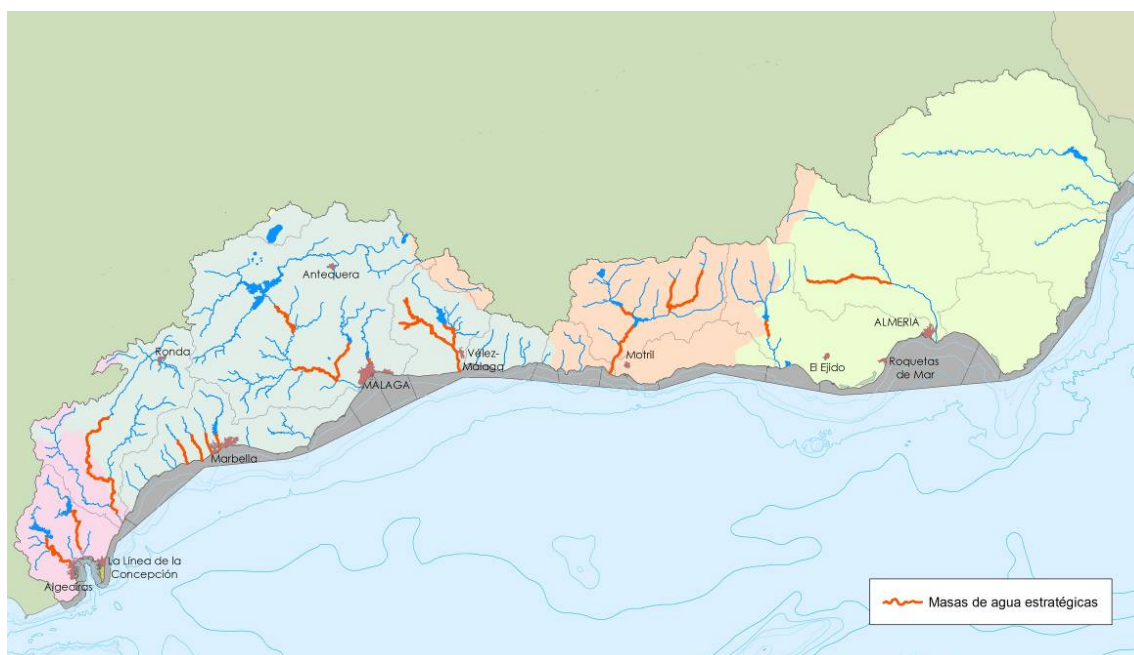 Antequera
Ronda
Vélez-
Málaga
MÁLAGA
Motril
ALMERÍA
El Ejido
Roquetas
de Mar
Marbella
La Línea de la
Concepción
Algeciras
Masas de agua estratégicas